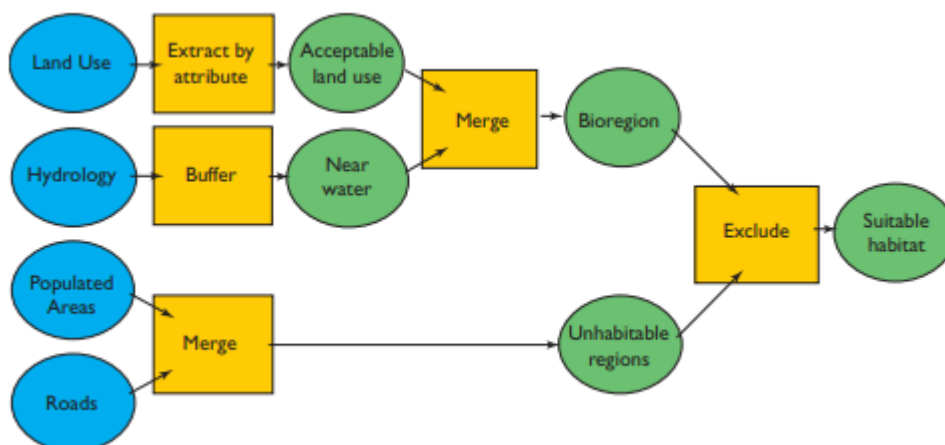 Land Use
Extract by
attribute
Acceptable
land use
Merge
Bioregion
Hydrology
Buffer
Near
water
Exclude
Suitable
habitat
Populated
Areas
Merge
Unhabitable
regions
Roads